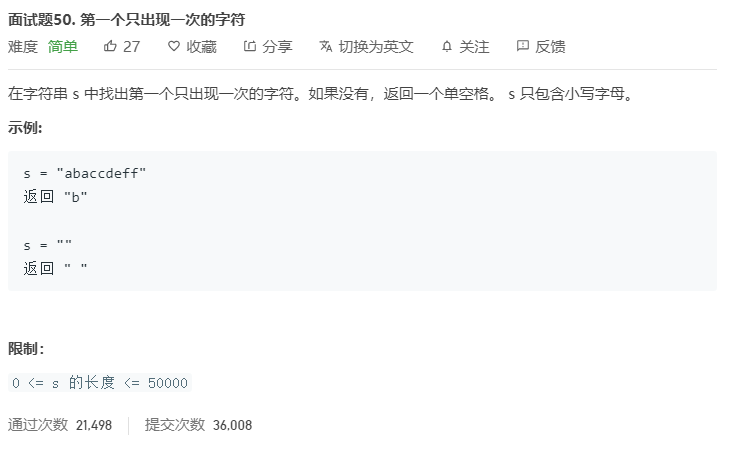 面试题50. 第一个只出现一次的字符
难度 简单 27 收藏 分享 切换为英文 关注 反馈
在字符串 s 中找出第一个只出现一次的字符。如果没有，返回一个单空格。 s 只包含小写字母。
示例:
s = "abaccdeff"
返回 "b"
s = ""
返回 " "
限制：
0 <= s 的长度 <= 50000
通过次数 21,498 提交次数 36,008